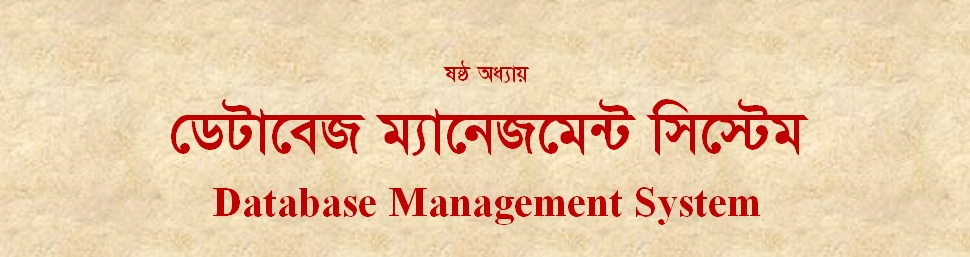 ষষ্ঠ অধ্যায়
ডেটাবেজ ম্যানেজমেন্ট সিস্টেম
Database Management System